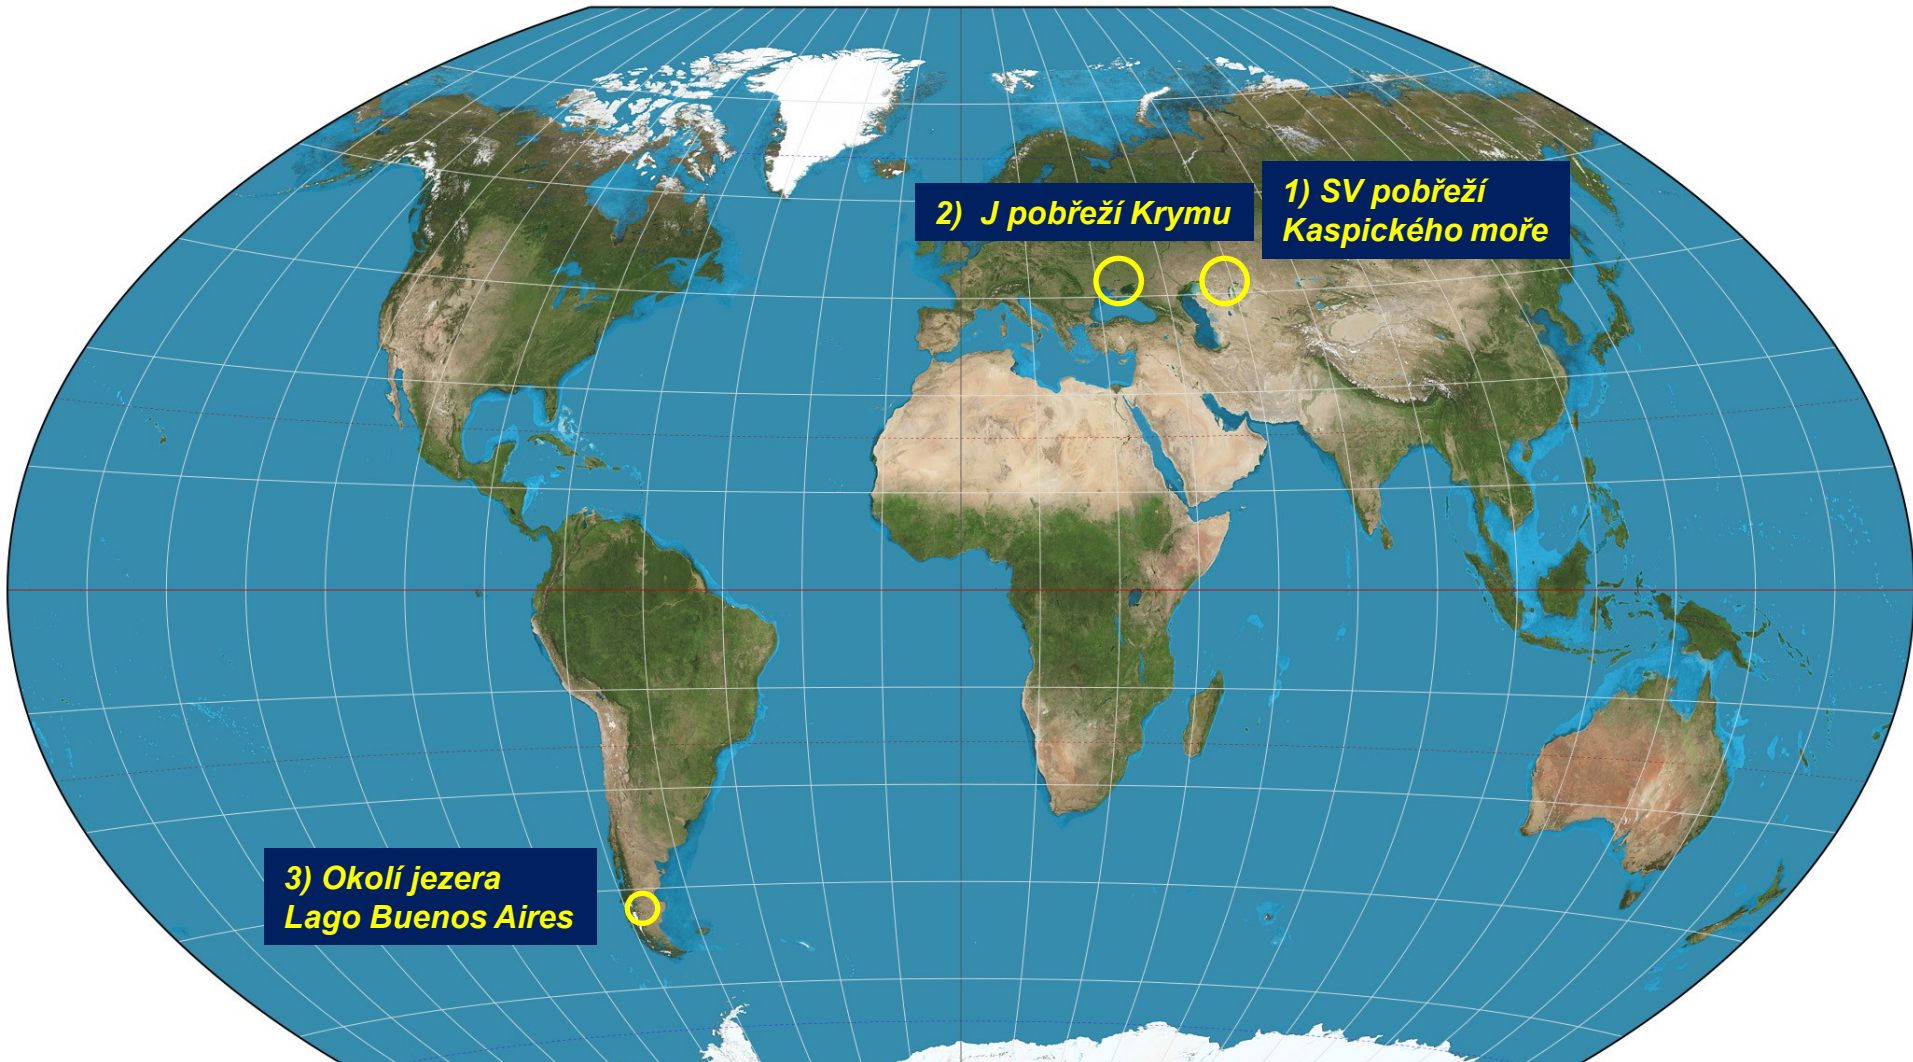 1) SV pobřeží
Kaspického moře
2) J pobřeží Krymu
3) Okolí jezera
Lago Buenos Aires